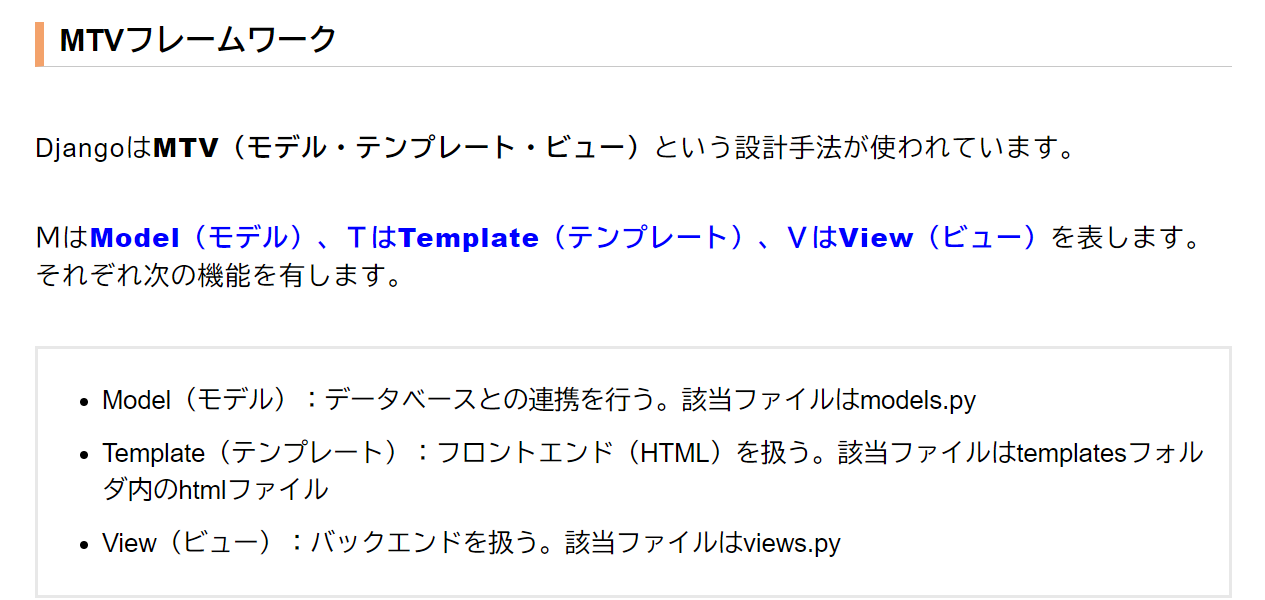 MTVフレームワーク
DjangoはMTV（モデル・テンプレート・ビュー）という設計手法が使われています。
MはModel（モデル）、TはTemplate（テンプレート）、VはView（ビュー）を表します。
それぞれ次の機能を有します。
• Model（モデル）：データベースとの連携を行う。該当ファイルはmodels.py
• Template（テンプレート）：フロントエンド（HTML）を扱う。該当ファイルはtemplatesフォル
ダ内のhtmlファイル
• View（ビュー）：バックエンドを扱う。該当ファイルはviews.py